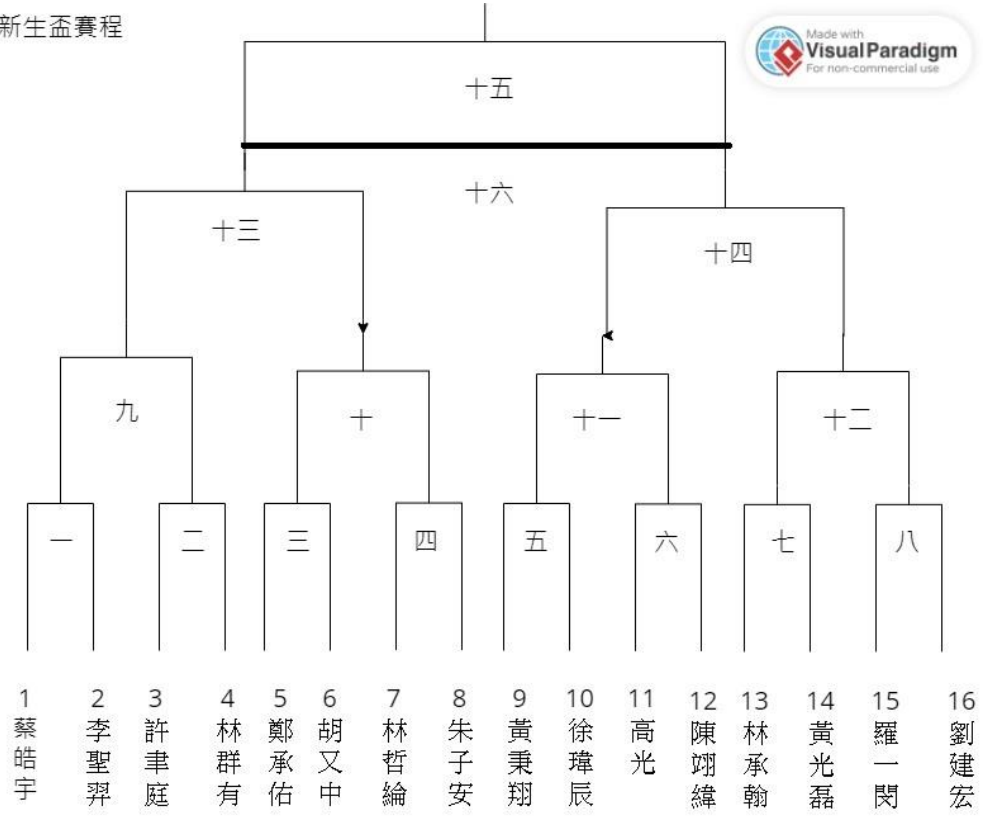 新生盃賽程
Made with
Visual Paradigm
For non-commercial use
十五
十六
十三
十四
九
十
十一
十二
一
二
三
四
五
六
七
八
1 2 3 4 5 6 7 8 9 10 11 12 13 14 15 16
蔡皓宇
李聖羿
許聿庭
林群有
鄭承佑
胡又中
林哲綸
朱子安
黃秉翔
徐瑋辰
高光
陳翊緯
林承翰
黃光磊
羅一閔
劉建宏